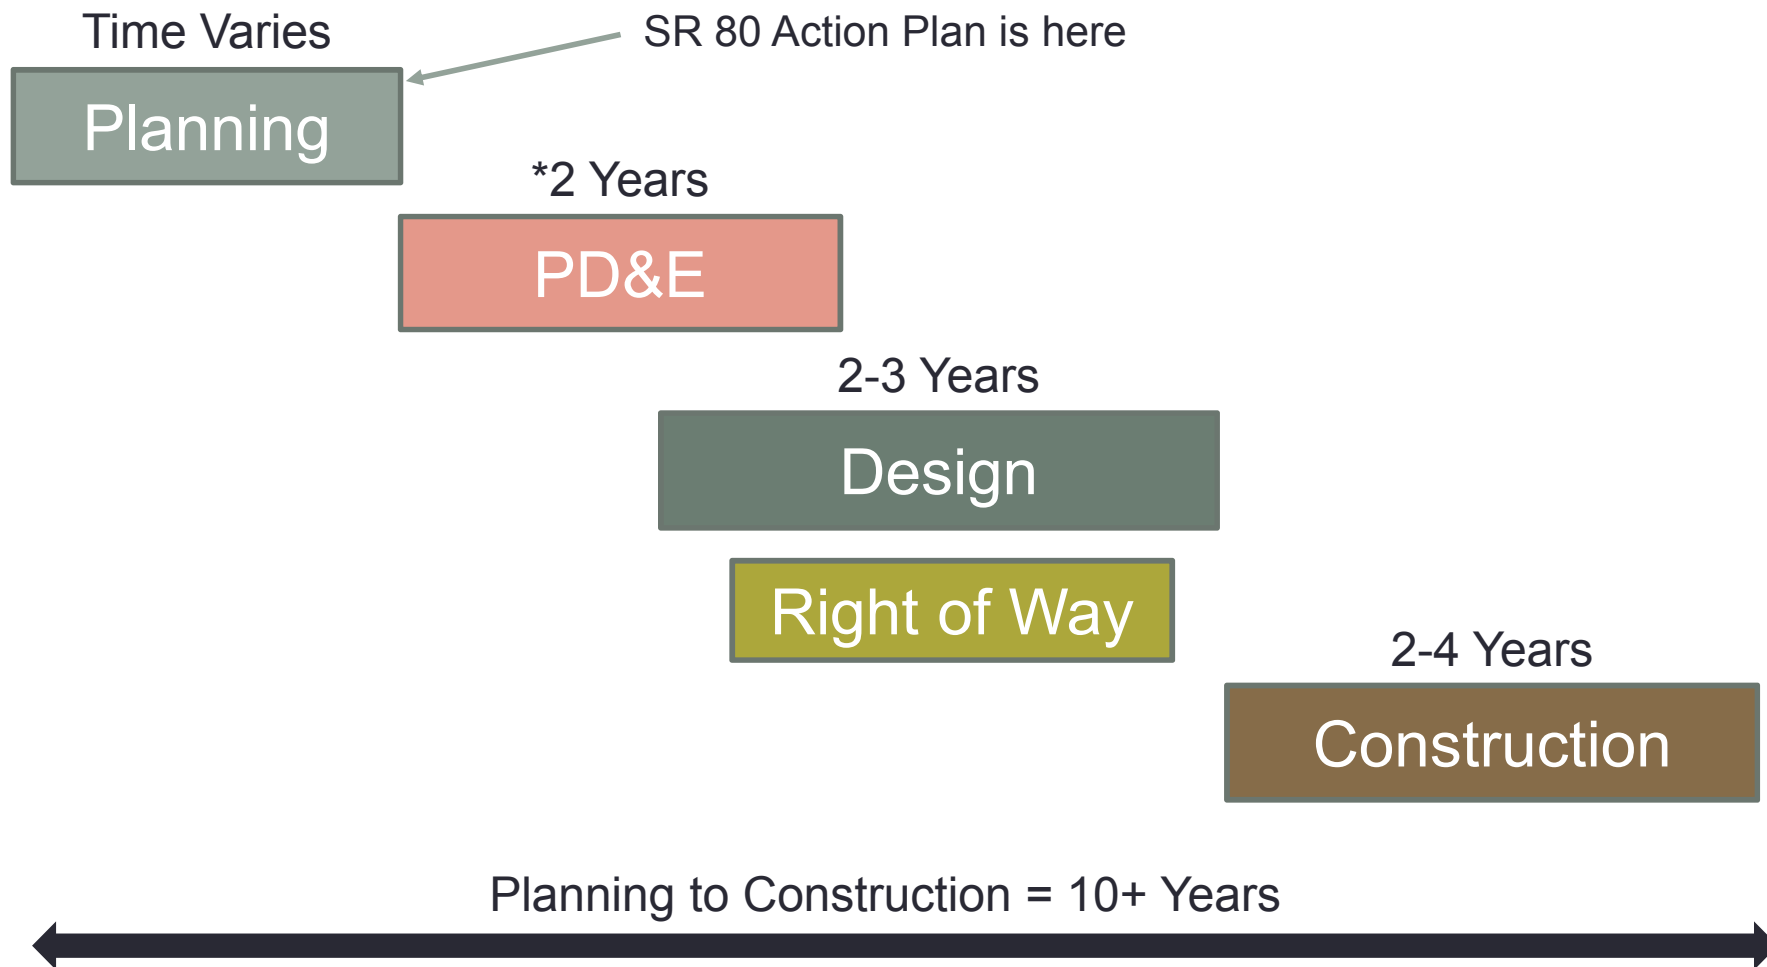 Time Varies
SR 80 Action Plan is here
Planning
*2 Years
PD&E
2-3 Years
Design
Right of Way
2-4 Years
Construction
Planning to Construction = 10+ Years